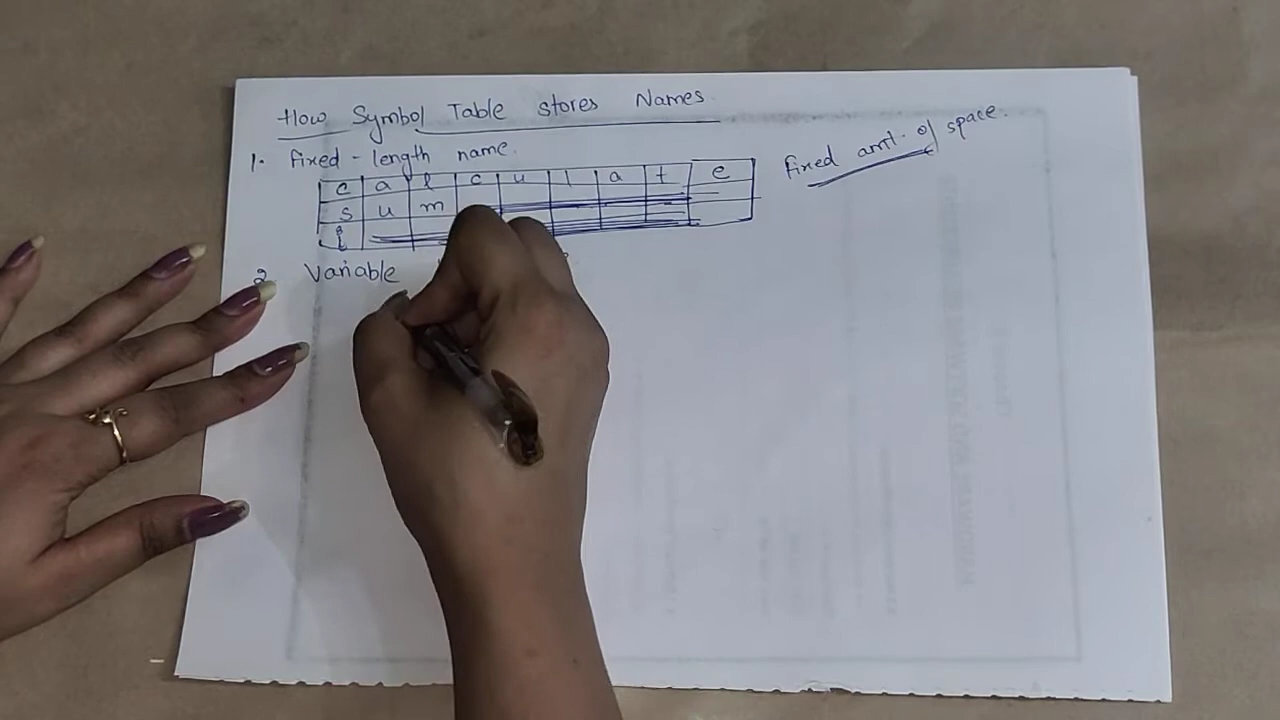 How Symbol Table stores Names
1. fixed - length name.
fixed amt. of space.
c a l c u l a t e
s u m
i
2 Variable